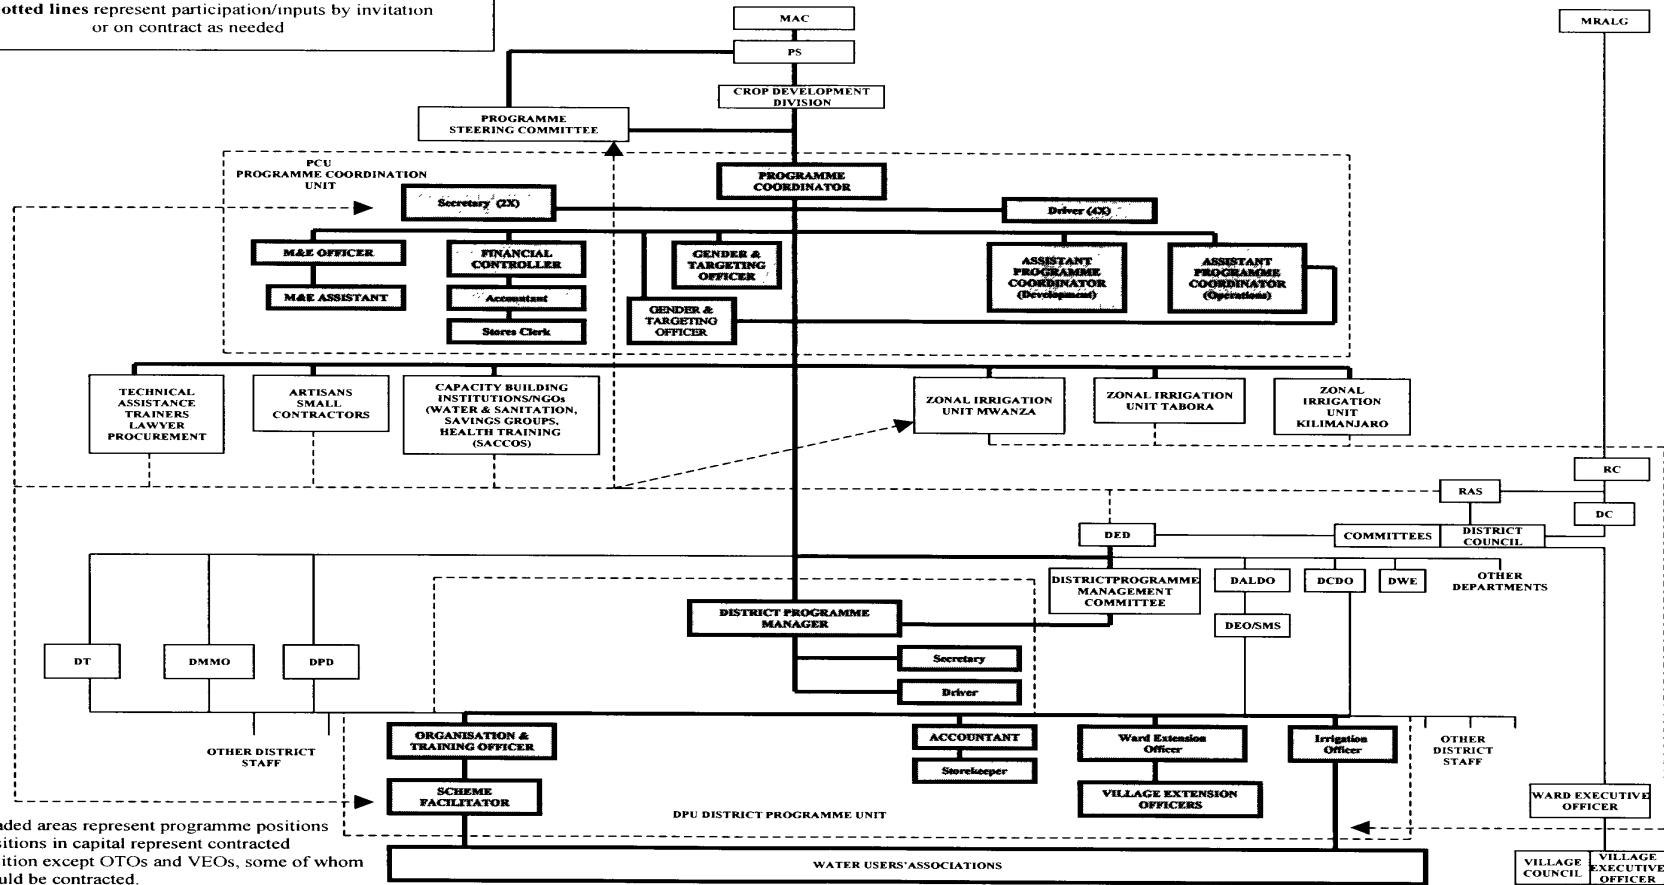 otted lines represent participation/inputs by invitation
or on contract as needed
MAC
MRALG
PS
CROP DEVELOPMENT
DIVISION
PROGRAMME
STEERING COMMITTEE
PCU
PROGRAMME COORDINATION
UNIT
PROGRAMME
COORDINATOR
Secretary (2X)
Driver (4X)
M&E OFFICER
FINANCIAL
CONTROLLER
GENDER &
TARGETING
OFFICER
ASSISTANT
PROGRAMME
COORDINATOR
(Development)
ASSISTANT
PROGRAMME
COORDINATOR
(Operations)
M&E ASSISTANT
Accountant
Stores Clerk
GENDER &
TARGETING
OFFICER
TECHNICAL
ASSISTANCE
TRAINERS
LAWYER
PROCUREMENT
ARTISANS
SMALL
CONTRACTORS
CAPACITY BUILDING
INSTITUTIONS/NGOs
(WATER & SANITATION,
SAVINGS GROUPS,
HEALTH TRAINING
(SACCOS)
ZONAL IRRIGATION
UNIT MWANZA
ZONAL IRRIGATION
UNIT TABORA
ZONAL
IRRIGATION
UNIT
KILIMANJARO
RC
RAS
DC
DED
COMMITTEES
DISTRICT
COUNCIL
DISTRICTPROGRAMME
MANAGEMENT
COMMITTEE
DALDO
DCDO
DWE
OTHER
DEPARTMENTS
DISTRICT PROGRAMME
MANAGER
DEO/SMS
DT
DMMO
DPD
Secretary
Driver
ORGANISATION &
TRAINING OFFICER
ACCOUNTANT
Ward Extension
Officer
Irrigation
Officer
OTHER DISTRICT
STAFF
OTHER
DISTRICT
STAFF
Storekeeper
SCHEME
FACILITATOR
VILLAGE EXTENSION
OFFICERS
WARD EXECUTIVE
OFFICER
DPU DISTRICT PROGRAMME UNIT
aded areas represent programme positions
sitions in capital represent contracted
ition except OTOs and VEOs, some of whom
uld be contracted.
WATER USERS'ASSOCIATIONS
VILLAGE
COUNCIL
VILLAGE
EXECUTIVE
OFFICER